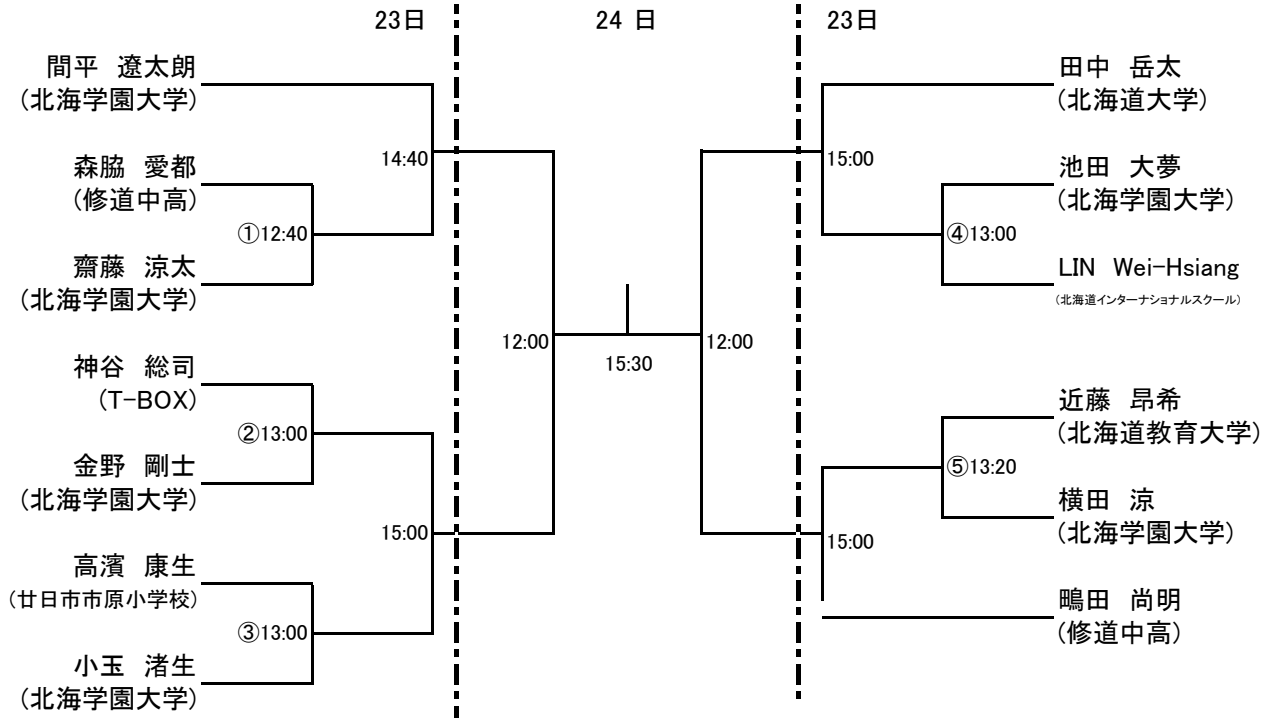 23日
24 日
23日
間平 遼太朗
(北海学園大学)
14:40
森脇 愛都
(修道中高)
①12:40
齋藤 涼太
(北海学園大学)
神谷 総司
(T-BOX)
②13:00
金野 剛士
(北海学園大学)
15:00
高濱 康生
(廿日市市原小学校)
③13:00
小玉 渚生
(北海学園大学)
12:00
15:30
12:00
田中 岳太
(北海道大学)
15:00
池田 大夢
(北海学園大学)
④13:00
LIN Wei-Hsiang
(北海道インターナショナルスクール)
近藤 昂希
(北海道教育大学)
⑤13:20
横田 涼
(北海学園大学)
15:00
鴫田 尚明
(修道中高)